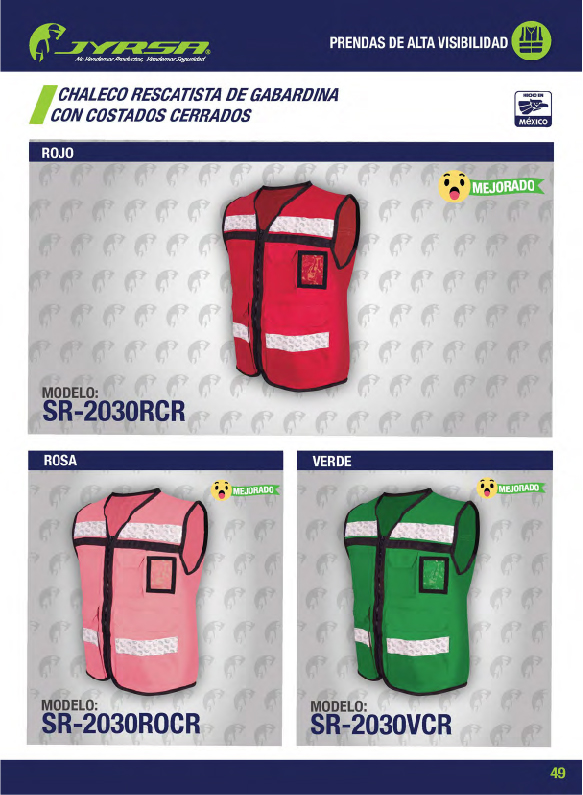 JYRSA®
No Vendemos Productos, Vendemos Seguridad
PRENDAS DE ALTA VISIBILIDAD
CHALECO RESCATISTA DE GABARDINA
CON COSTADOS CERRADOS
HECHO EN
MÉXICO
ROJO
MEJORADO
MODELO:
SR-2030RCR
ROSA
MEJORADO
MODELO:
SR-2030ROCR
VERDE
MEJORADO
MODELO:
SR-2030VCR
49